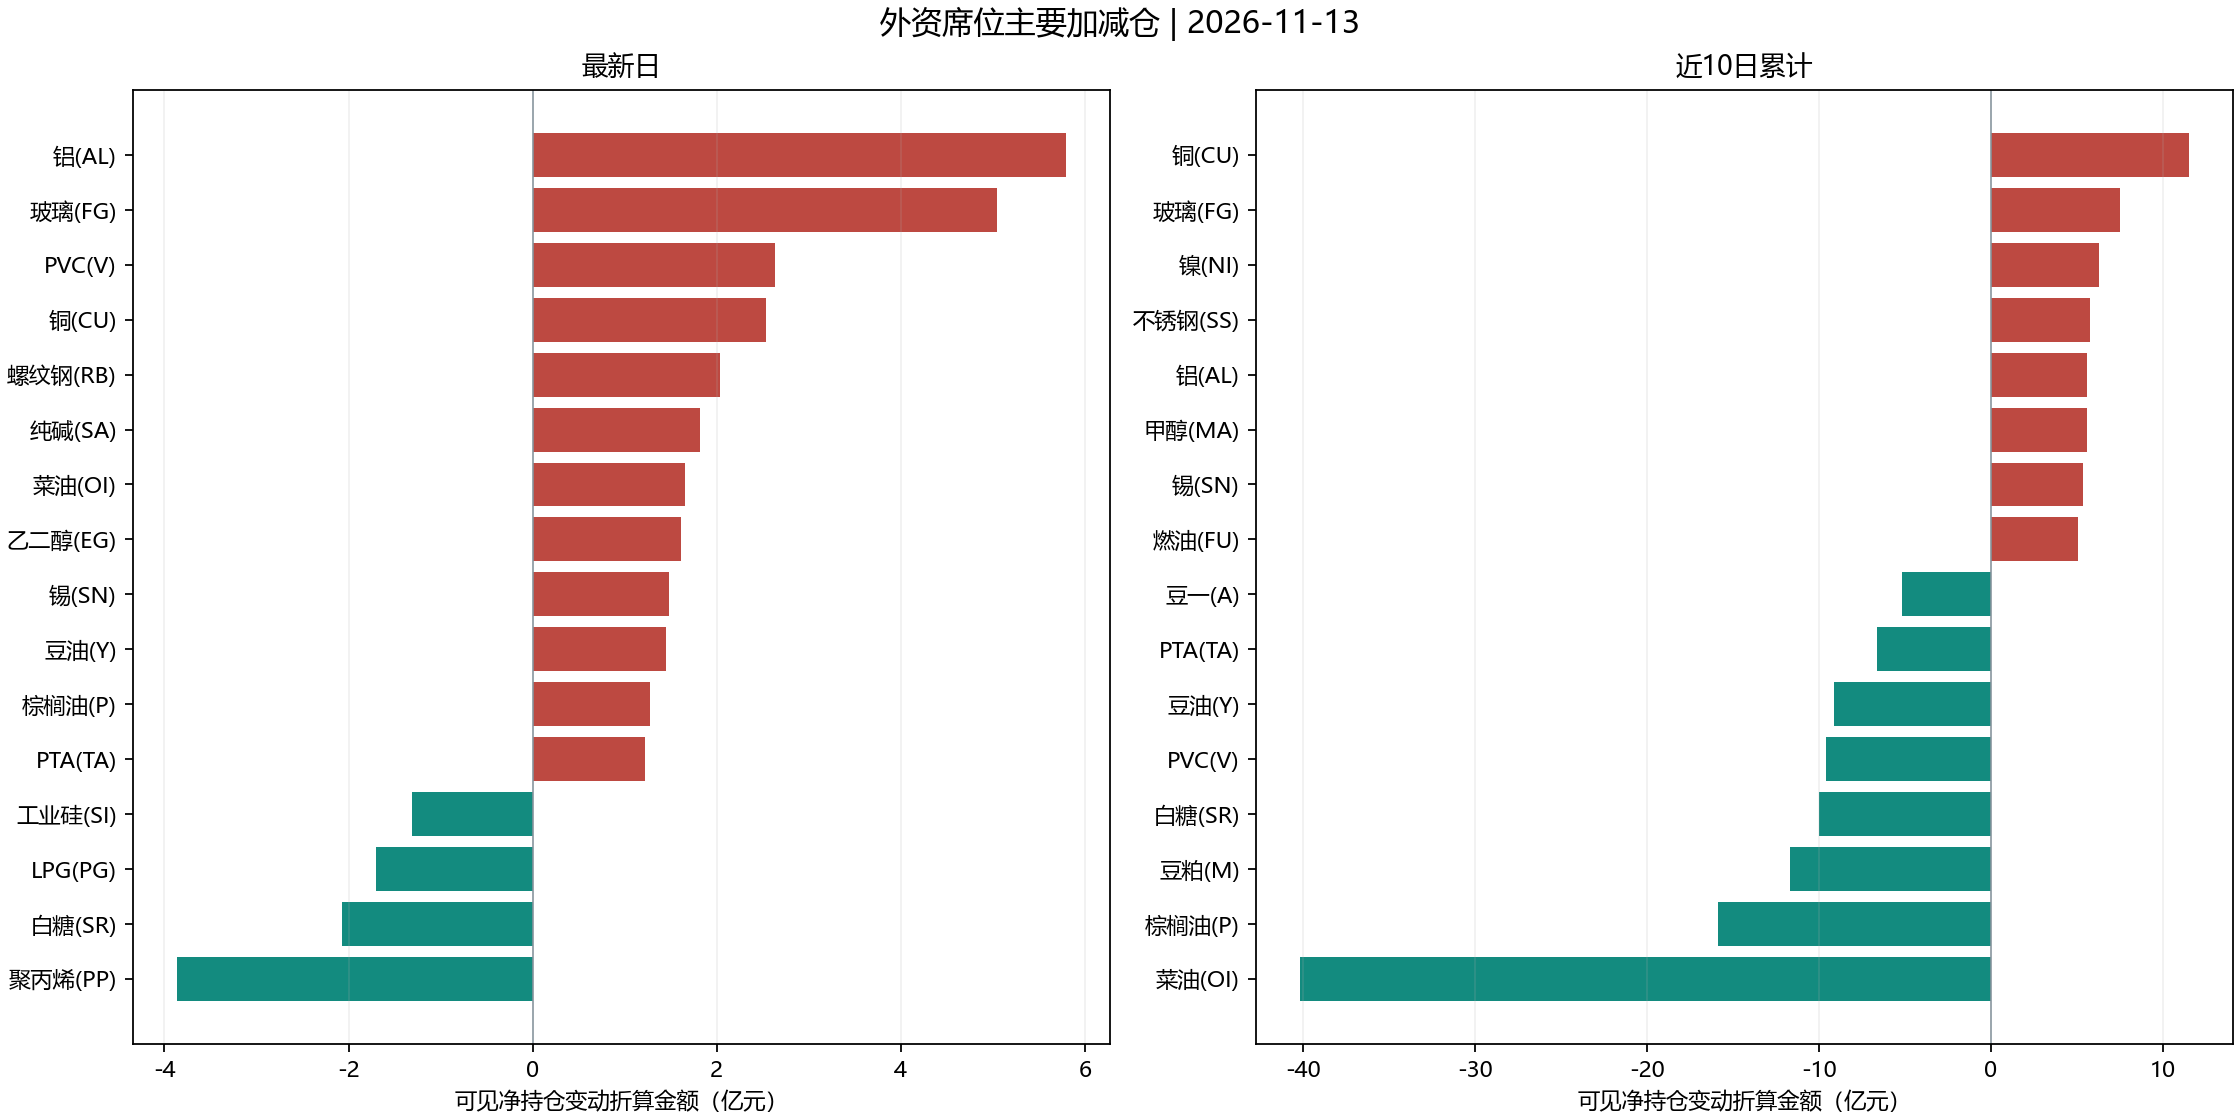 外资席位主要加减仓 | 2026-11-13
最新日
铝(AL)
玻璃(FG)
PVC(V)
铜(CU)
螺纹钢(RB)
纯碱(SA)
菜油(OI)
乙二醇(EG)
锡(SN)
豆油(Y)
棕榈油(P)
PTA(TA)
工业硅(SI)
LPG(PG)
白糖(SR)
聚丙烯(PP)
-4 -2 0 2 4 6
可见净持仓变动折算金额（亿元）
近10日累计
铜(CU)
玻璃(FG)
镍(NI)
不锈钢(SS)
铝(AL)
甲醇(MA)
锡(SN)
燃油(FU)
豆一(A)
PTA(TA)
豆油(Y)
PVC(V)
白糖(SR)
豆粕(M)
棕榈油(P)
菜油(OI)
-40 -30 -20 -10 0 10
可见净持仓变动折算金额（亿元）